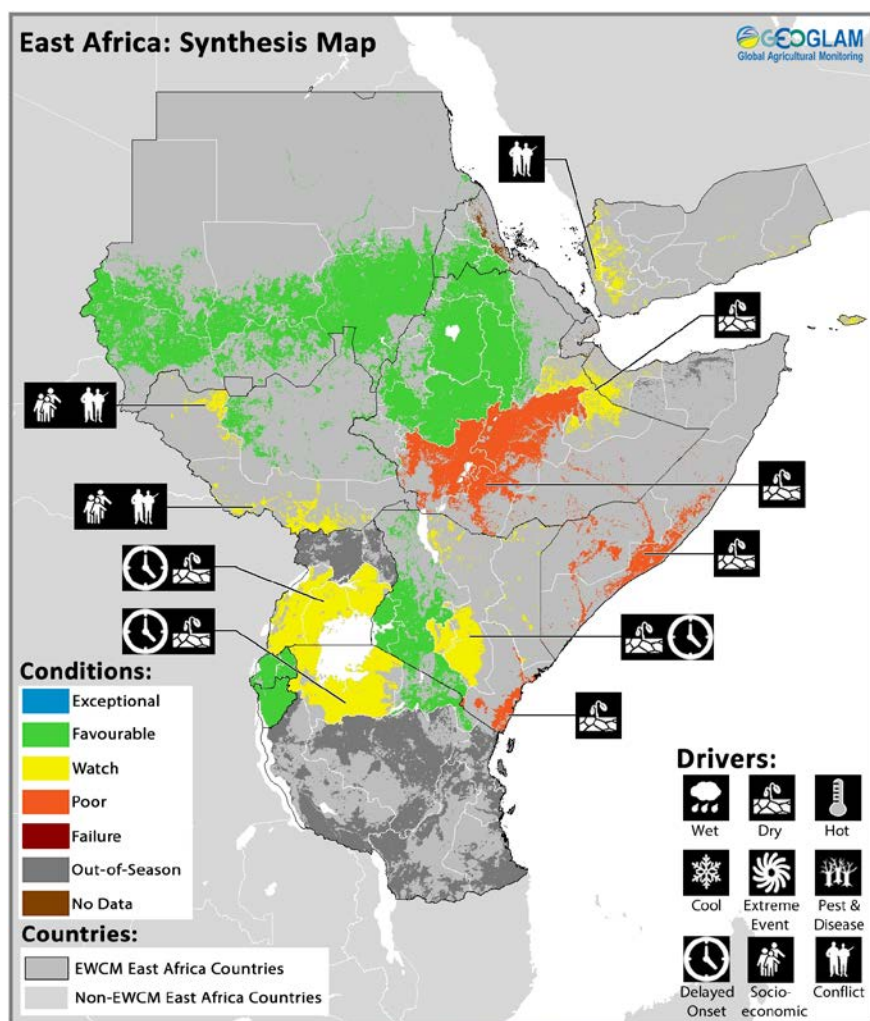 East Africa: Synthesis Map
GEOGLAM
Global Agricultural Monitoring
Conditions:
Exceptional
Favourable
Watch
Poor
Failure
Out-of-Season
No Data
Countries:
EWCM East Africa Countries
Non-EWCM East Africa Countries
Drivers:
Wet
Dry
Hot
Cool
Extreme
Event
Pest &
Disease
Delayed
Onset
Socio-
economic
Conflict